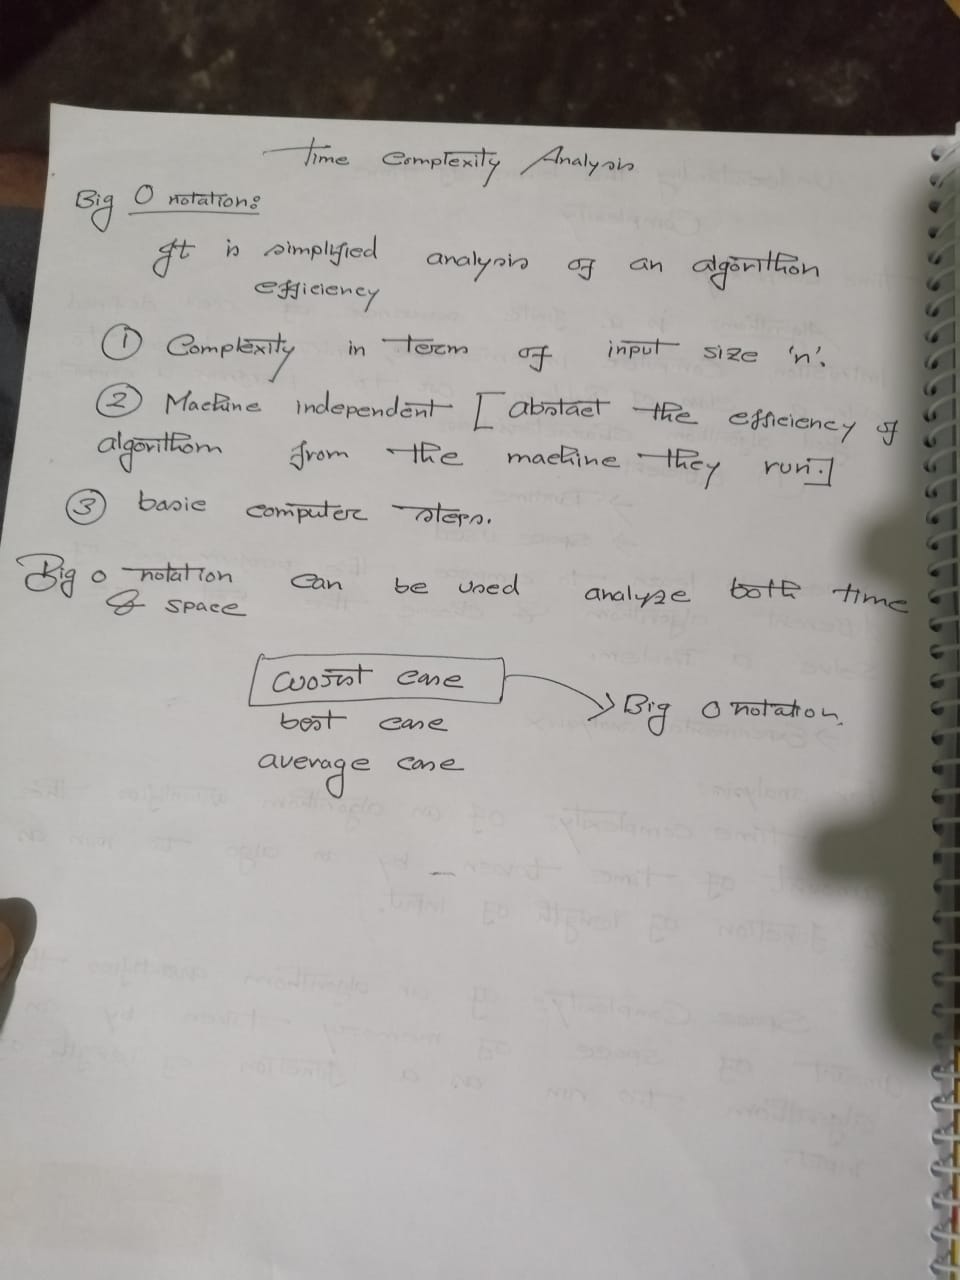 Time Complexity Analysis
Big O notation:
It is simplified analysis of an algorithon
efficiency
① Complexity in term of input size 'n'.
② Machine independent [abstact the efficiency of
algorithom from the machine they run.]
③ basic computer steps.
Big o notation can be used analyze both time
& space
worst case → Big O notation.
best case
average case